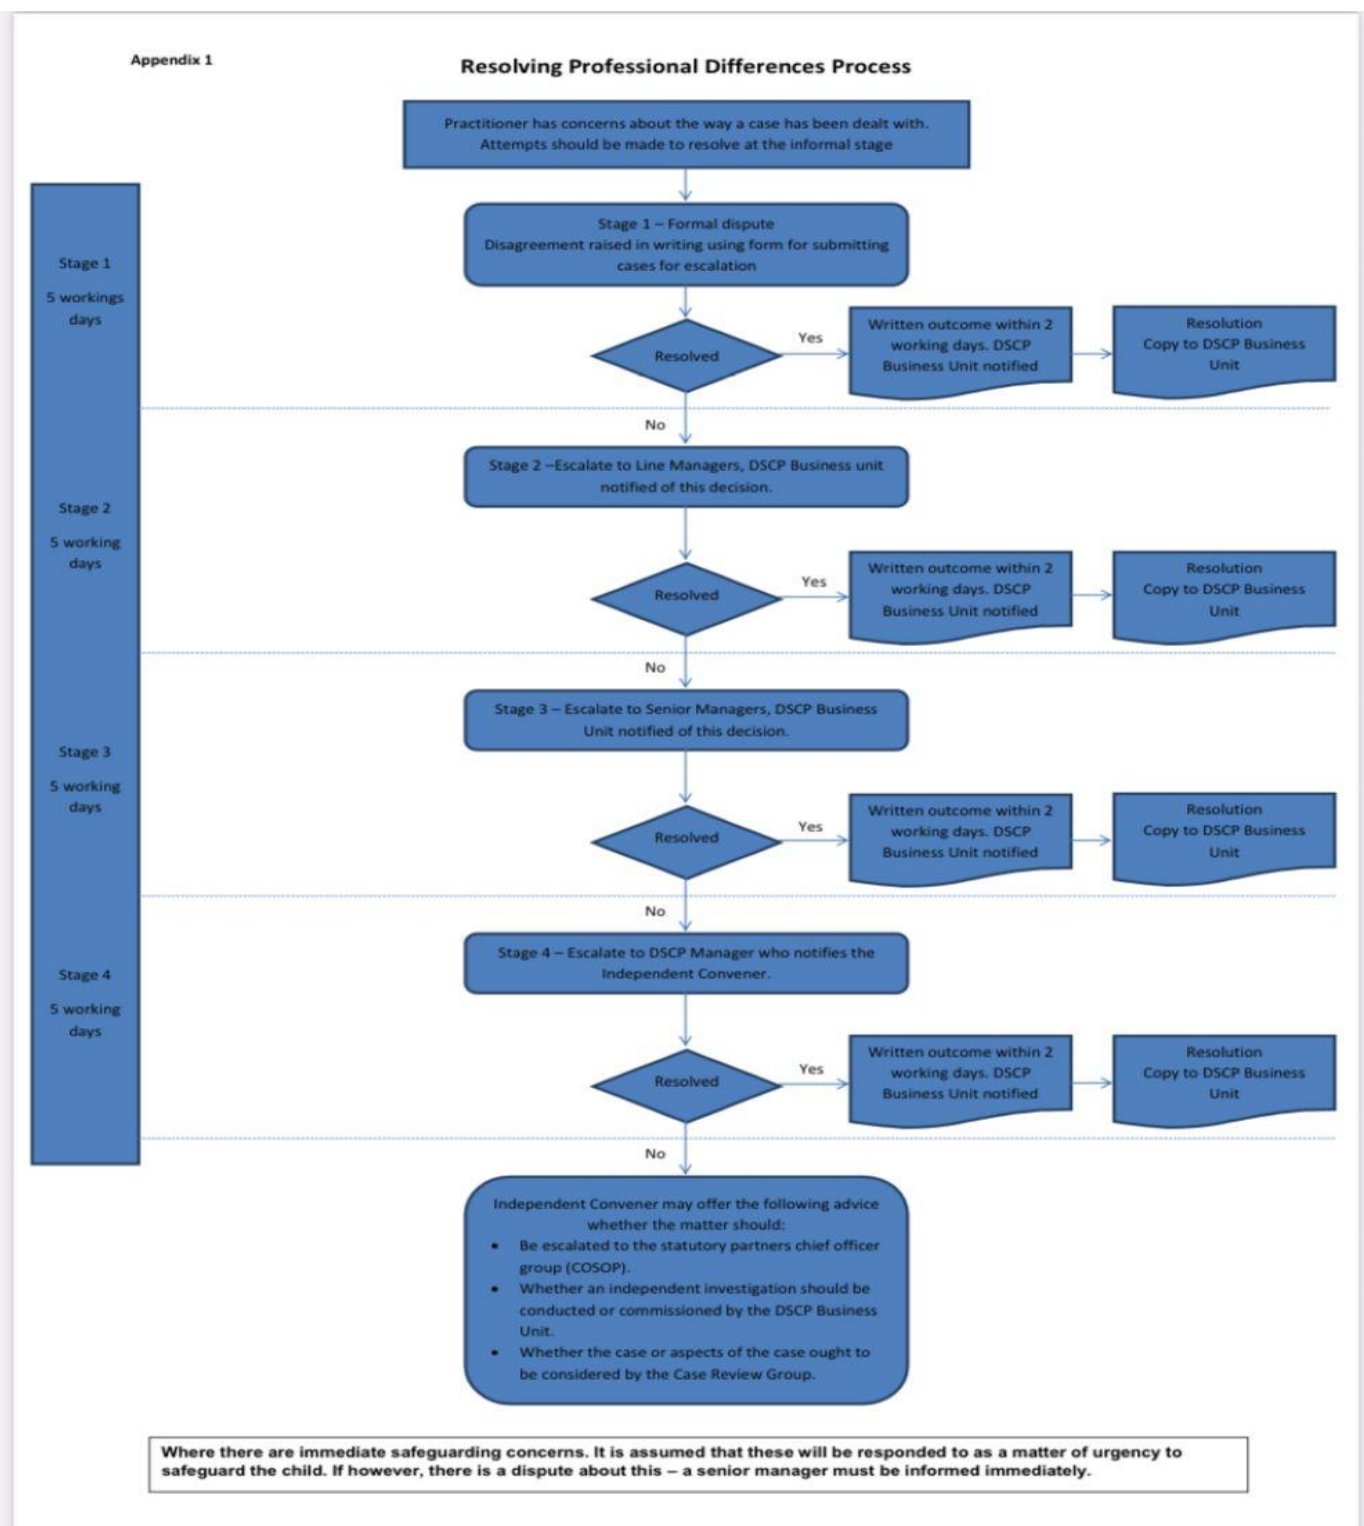 Appendix 1
Resolving Professional Differences Process
Practitioner has concerns about the way a case has been dealt with.
Attempts should be made to resolve at the informal stage
Stage 1
5 workings
days
Stage 1 – Formal dispute
Disagreement raised in writing using form for submitting
cases for escalation
Resolved
Yes
Written outcome within 2
working days. DSCP
Business Unit notified
Resolution
Copy to DSCP Business
Unit
No
Stage 2
5 working
days
Stage 2 –Escalate to Line Managers, DSCP Business unit
notified of this decision.
Resolved
Yes
Written outcome within 2
working days. DSCP
Business Unit notified
Resolution
Copy to DSCP Business
Unit
No
Stage 3
5 working
days
Stage 3 – Escalate to Senior Managers, DSCP Business
Unit notified of this decision.
Resolved
Yes
Written outcome within 2
working days. DSCP
Business Unit notified
Resolution
Copy to DSCP Business
Unit
No
Stage 4
5 working
days
Stage 4 – Escalate to DSCP Manager who notifies the
Independent Convener.
Resolved
Yes
Written outcome within 2
working days. DSCP
Business Unit notified
Resolution
Copy to DSCP Business
Unit
No
Independent Convener may offer the following advice
whether the matter should:
• Be escalated to the statutory partners chief officer
group (COSOP).
• Whether an independent investigation should be
conducted or commissioned by the DSCP Business
Unit.
• Whether the case or aspects of the case ought to
be considered by the Case Review Group.
Where there are immediate safeguarding concerns. It is assumed that these will be responded to as a matter of urgency to
safeguard the child. If however, there is a dispute about this – a senior manager must be informed immediately.